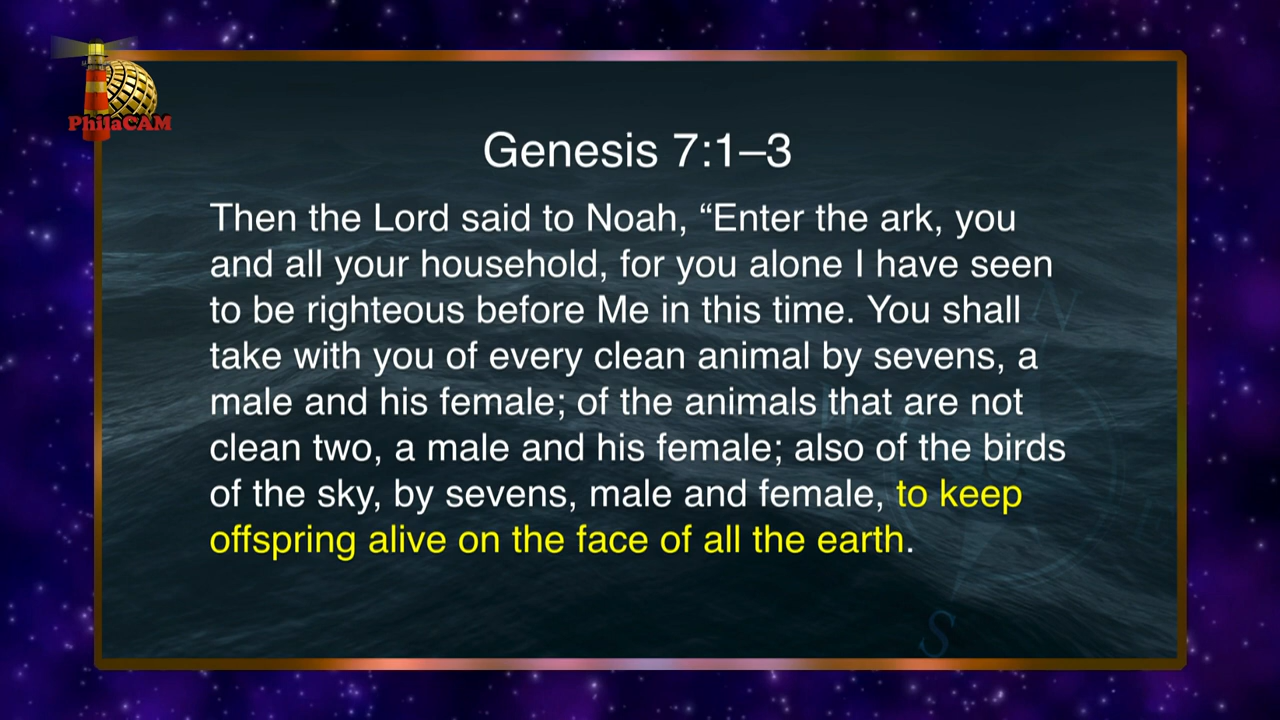 PhilaCAM
Genesis 7:1–3
Then the Lord said to Noah, “Enter the ark, you
and all your household, for you alone I have seen
to be righteous before Me in this time. You shall
take with you of every clean animal by sevens, a
male and his female; of the animals that are not
clean two, a male and his female; also of the birds
of the sky, by sevens, male and female, to keep
offspring alive on the face of all the earth.
N
S